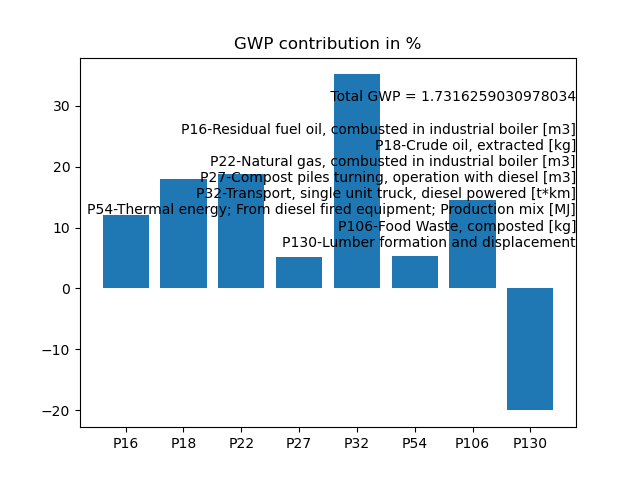 GWP contribution in %
Total GWP = 1.7316259030978034
P16-Residual fuel oil, combusted in industrial boiler [m3]
P18-Crude oil, extracted [kg]
P22-Natural gas, combusted in industrial boiler [m3]
P27-Compost piles turning, operation with diesel [m3]
P32-Transport, single unit truck, diesel powered [t*km]
P54-Thermal energy; From diesel fired equipment; Production mix [MJ]
P106-Food Waste, composted [kg]
P130-Lumber formation and displacement
30
20
10
0
−10
−20
P16 P18 P22 P27 P32 P54 P106 P130